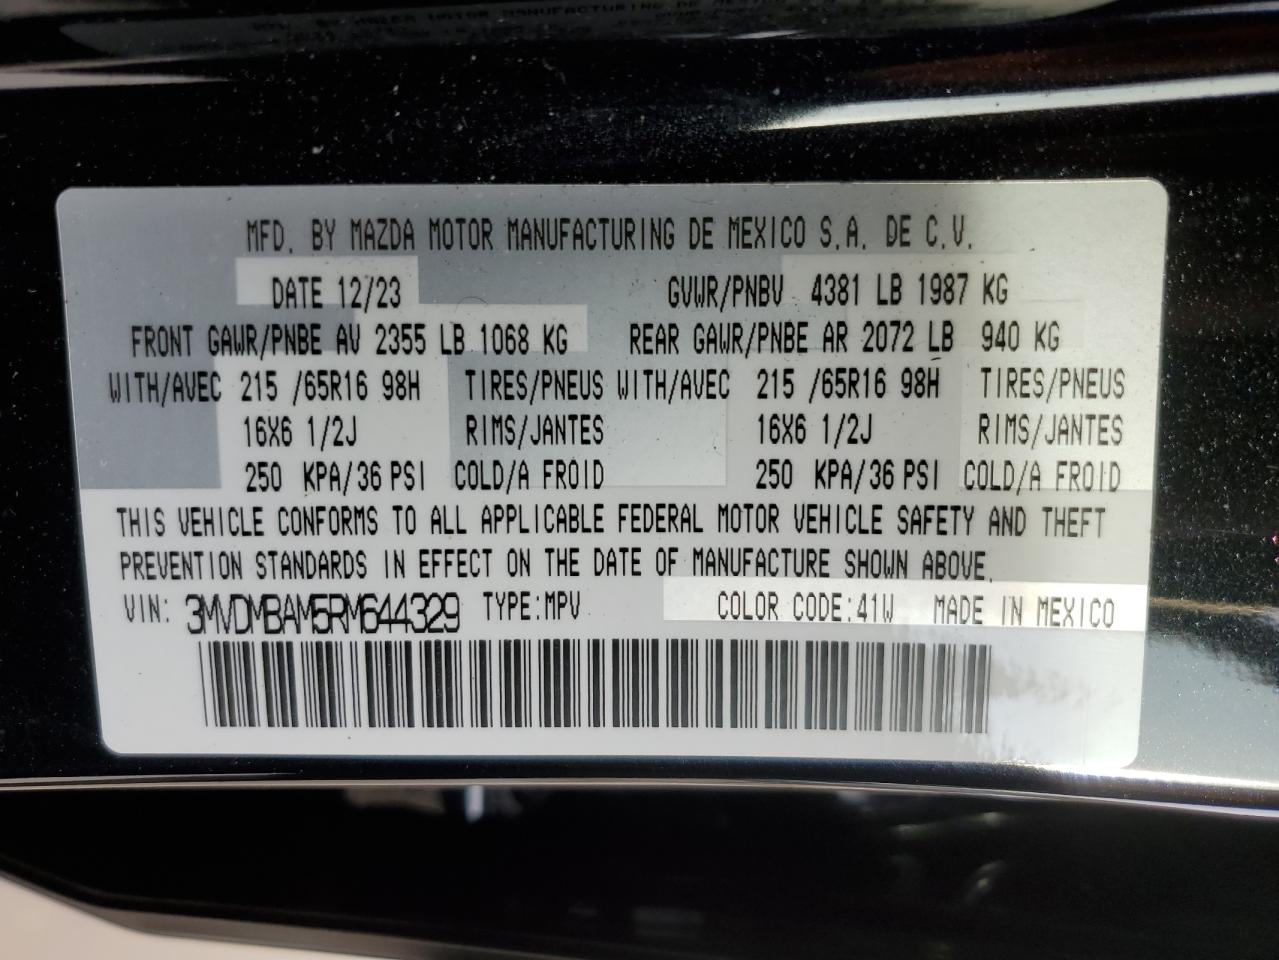 MFD. BY MAZDA MOTOR MANUFACTURING DE MEXICO S.A. DE C.V.
DATE 12/23 GVWR/PNBV 4381 LB 1987 KG
FRONT GAWR/PNBE AV 2355 LB 1068 KG REAR GAWR/PNBE AR 2072 LB 940 KG
WITH/AVEC 215 /65R16 98H TIRES/PNEUS WITH/AVEC 215 /65R16 98H TIRES/PNEUS
16X6 1/2J RIMS/JANTES 16X6 1/2J RIMS/JANTES
250 KPA/36 PSI COLD/A FROID 250 KPA/36 PSI COLD/A FROID
THIS VEHICLE CONFORMS TO ALL APPLICABLE FEDERAL MOTOR VEHICLE SAFETY AND THEFT
PREVENTION STANDARDS IN EFFECT ON THE DATE OF MANUFACTURE SHOWN ABOVE.
VIN: 3MVDMBAM5RM644329 TYPE:MPV COLOR CODE:41W MADE IN MEXICO